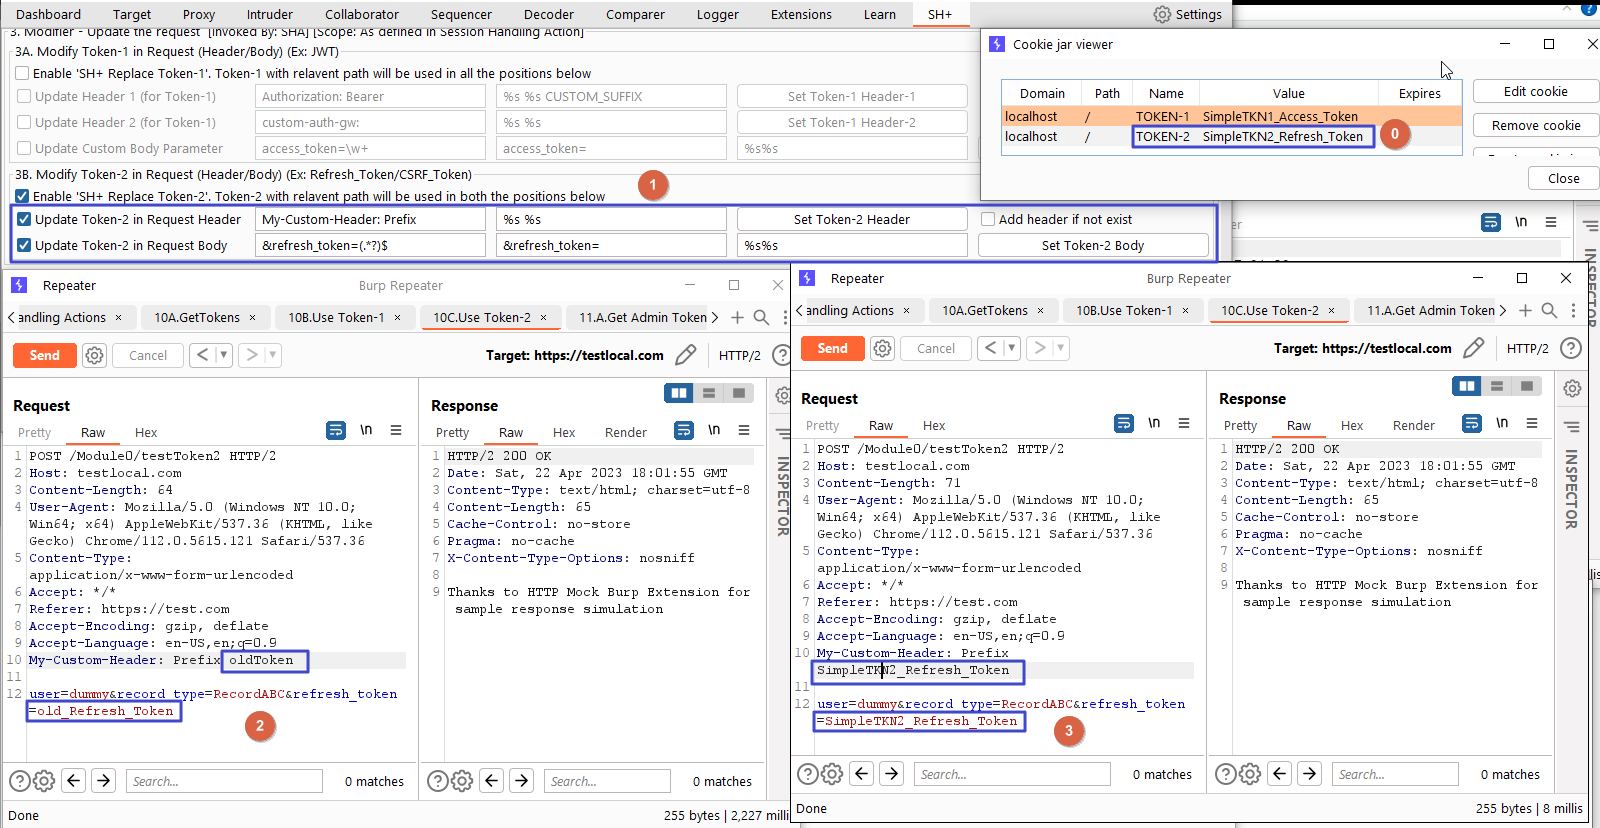 Dashboard Target Proxy Intruder Collaborator Sequencer Decoder Comparer Logger Extensions Learn SH+ Settings
3. Modifier - Update the request [Invoked By: SHA] [Scope: As defined in Session Handling Action]
3A. Modify Token-1 in Request (Header/Body) (Ex: JWT)
Enable 'SH+ Replace Token-1'. Token-1 with relavent path will be used in all the positions below
Update Header 1 (for Token-1) Authorization: Bearer %s %s CUSTOM_SUFFIX Set Token-1 Header-1
Update Header 2 (for Token-1) custom-auth-gw: %s %s Set Token-1 Header-2
Update Custom Body Parameter access_token=\w+ access_token= %s%s
3B. Modify Token-2 in Request (Header/Body) (Ex: Refresh_Token/CSRF_Token)
1
Enable 'SH+ Replace Token-2'. Token-2 with relavent path will be used in both the positions below
Update Token-2 in Request Header My-Custom-Header: Prefix %s %s Set Token-2 Header Add header if not exist
Update Token-2 in Request Body &refresh_token=(.*?)$ &refresh_token= %s%s Set Token-2 Body
Cookie jar viewer
Domain Path Name Value Expires
localhost / TOKEN-1 SimpleTKN1_Access_Token
localhost / TOKEN-2 SimpleTKN2_Refresh_Token
0
Edit cookie
Remove cookie
Close
\n
INSPECTOR
Repeater Burp Repeater
andling Actions × 10A.GetTokens × 10B.Use Token-1 × 10C.Use Token-2 × 11.A.Get Admin Token
Send Cancel < > Target: https://testlocal.com HTTP/2
Request
Pretty Raw Hex \n
1 POST /Module0/testToken2 HTTP/2
2 Host: testlocal.com
3 Content-Length: 64
4 User-Agent: Mozilla/5.0 (Windows NT 10.0;
Win64; x64) AppleWebKit/537.36 (KHTML, like
Gecko) Chrome/112.0.5615.121 Safari/537.36
5 Content-Type:
application/x-www-form-urlencoded
6 Accept: */*
7 Referer: https://test.com
8 Accept-Encoding: gzip, deflate
9 Accept-Language: en-US,en;q=0.9
10 My-Custom-Header: Prefix oldToken
11
12 user=dummy&record_type=RecordABC&refresh_token
=old_Refresh_Token
2
Search... 0 matches
Response
Pretty Raw Hex Render \n
1 HTTP/2 200 OK
2 Date: Sat, 22 Apr 2023 18:01:55 GMT
3 Content-Type: text/html; charset=utf-8
4 Content-Length: 65
5 Cache-Control: no-store
6 Pragma: no-cache
7 X-Content-Type-Options: nosniff
8
9 Thanks to HTTP Mock Burp Extension for
sample response simulation
INSPECTOR
Search... 0 matches
Done 255 bytes | 2,227 milli
Repeater Burp Repeater
andling Actions × 10A.GetTokens × 10B.Use Token-1 × 10C.Use Token-2 × 11.A.Get Admin Token
Send Cancel < > Target: https://testlocal.com HTTP/2
Request
Pretty Raw Hex \n
1 POST /Module0/testToken2 HTTP/2
2 Host: testlocal.com
3 Content-Length: 71
4 User-Agent: Mozilla/5.0 (Windows NT 10.0;
Win64; x64) AppleWebKit/537.36 (KHTML, like
Gecko) Chrome/112.0.5615.121 Safari/537.36
5 Content-Type:
application/x-www-form-urlencoded
6 Accept: */*
7 Referer: https://test.com
8 Accept-Encoding: gzip, deflate
9 Accept-Language: en-US,en;q=0.9
10 My-Custom-Header: Prefix
SimpleTKN2_Refresh_Token
11
12 user=dummy&record_type=RecordABC&refresh_token
=SimpleTKN2_Refresh_Token
3
Search... 0 matches
Response
Pretty Raw Hex Render \n
1 HTTP/2 200 OK
2 Date: Sat, 22 Apr 2023 18:01:55 GMT
3 Content-Type: text/html; charset=utf-8
4 Content-Length: 65
5 Cache-Control: no-store
6 Pragma: no-cache
7 X-Content-Type-Options: nosniff
8
9 Thanks to HTTP Mock Burp Extension for
sample response simulation
INSPECTOR
Search... 0 matches
Done 255 bytes | 8 millis